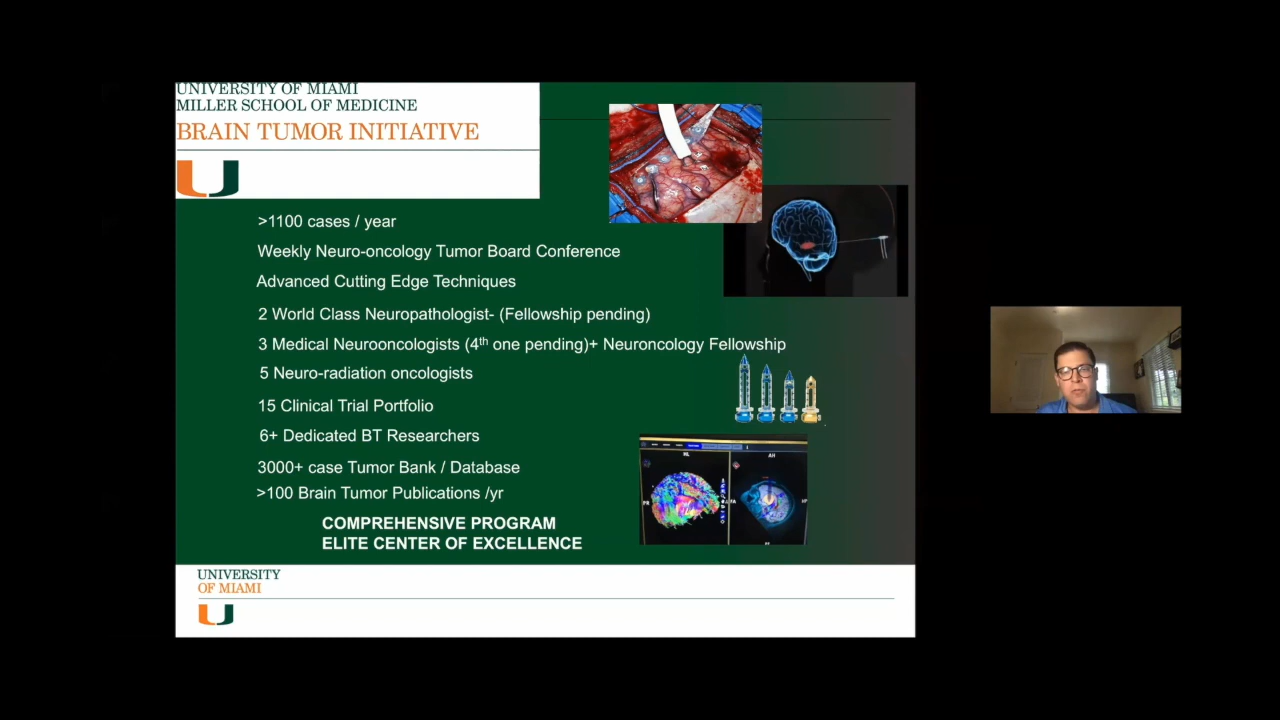 UNIVERSITY OF MIAMI
MILLER SCHOOL OF MEDICINE
BRAIN TUMOR INITIATIVE
>1100 cases / year
Weekly Neuro-oncology Tumor Board Conference
Advanced Cutting Edge Techniques
2 World Class Neuropathologist- (Fellowship pending)
3 Medical Neurooncologists (4th one pending)+ Neuroncology Fellowship
5 Neuro-radiation oncologists
15 Clinical Trial Portfolio
6+ Dedicated BT Researchers
3000+ case Tumor Bank / Database
>100 Brain Tumor Publications /yr
COMPREHENSIVE PROGRAM
ELITE CENTER OF EXCELLENCE
UNIVERSITY
OF MIAMI